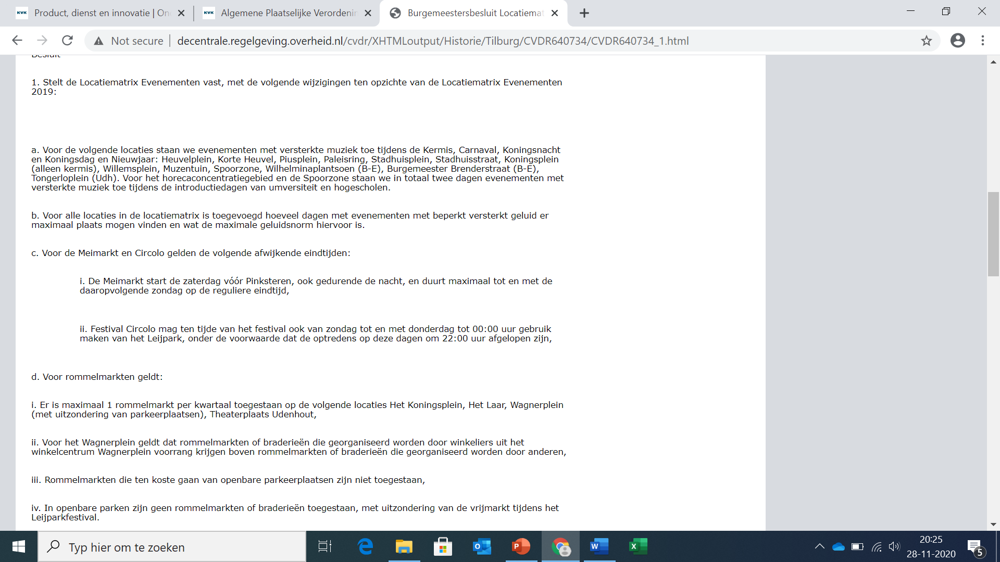 KVK Product, dienst en innovatie | On
KVK Algemene Plaatselijke Verordenin
Burgemeestersbesluit Locatiemat
Not secure | decentrale.regelgeving.overheid.nl/cvdr/XHTMLoutput/Historie/Tilburg/CVDR640734/CVDR640734_1.html
Besluit
1. Stelt de Locatiematrix Evenementen vast, met de volgende wijzigingen ten opzichte van de Locatiematrix Evenementen
2019:
a. Voor de volgende locaties staan we evenementen met versterkte muziek toe tijdens de Kermis, Carnaval, Koningsnacht
en Koningsdag en Nieuwjaar: Heuvelplein, Korte Heuvel, Piusplein, Paleisring, Stadhuisplein, Stadhuisstraat, Koningsplein
(alleen kermis), Willemsplein, Muzentuin, Spoorzone, Wilhelminaplantsoen (B-E), Burgemeester Brenderstraat (B-E),
Tongerloplein (Udh). Voor het horecaconcentratiegebied en de Spoorzone staan we in totaal twee dagen evenementen met
versterkte muziek toe tijdens de introductiedagen van umversiteit en hogescholen.
b. Voor alle locaties in de locatiematrix is toegevoegd hoeveel dagen met evenementen met beperkt versterkt geluid er
maximaal plaats mogen vinden en wat de maximale geluidsnorm hiervoor is.
c. Voor de Meimarkt en Circolo gelden de volgende afwijkende eindtijden:
i. De Meimarkt start de zaterdag vóór Pinksteren, ook gedurende de nacht, en duurt maximaal tot en met de
daaropvolgende zondag op de reguliere eindtijd,
ii. Festival Circolo mag ten tijde van het festival ook van zondag tot en met donderdag tot 00:00 uur gebruik
maken van het Leijpark, onder de voorwaarde dat de optredens op deze dagen om 22:00 uur afgelopen zijn,
d. Voor rommelmarkten geldt:
i. Er is maximaal 1 rommelmarkt per kwartaal toegestaan op de volgende locaties Het Koningsplein, Het Laar, Wagnerplein
(met uitzondering van parkeerplaatsen), Theaterplaats Udenhout,
ii. Voor het Wagnerplein geldt dat rommelmarkten of braderieën die georganiseerd worden door winkeliers uit het
winkelcentrum Wagnerplein voorrang krijgen boven rommelmarkten of braderieën die georganiseerd worden door anderen,
iii. Rommelmarkten die ten koste gaan van openbare parkeerplaatsen zijn niet toegestaan,
iv. In openbare parken zijn geen rommelmarkten of braderieën toegestaan, met uitzondering van de vrijmarkt tijdens het
Leijparkfestival.
Typ hier om te zoeken
20:25
28-11-2020
5